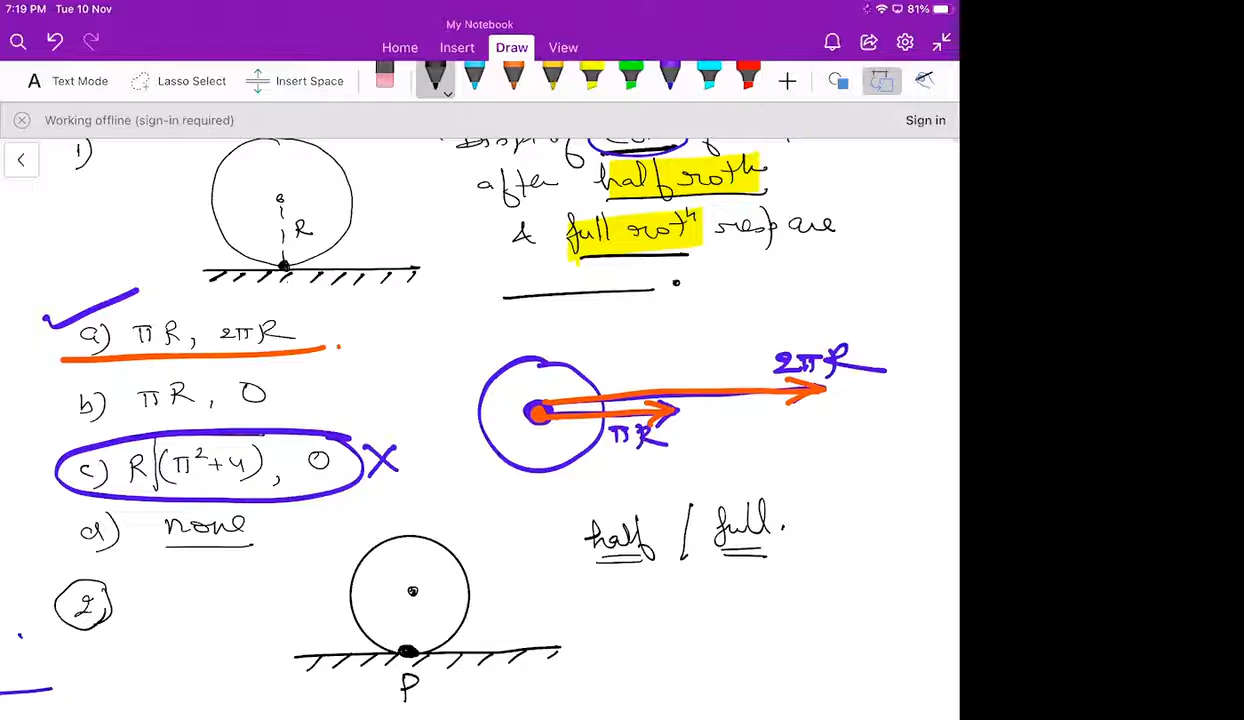 7:19 PM Tue 10 Nov
81%
My Notebook
Home Insert Draw View
A Text Mode Lasso Select Insert Space
Working offline (sign-in required)
Sign in
1)
after half rotn
& full rotn resp are
R
a) πR, 2πR
b) πR, 0
c) R√(π²+4), 0 X
d) none
2πR
πR
half / full.
2)
P